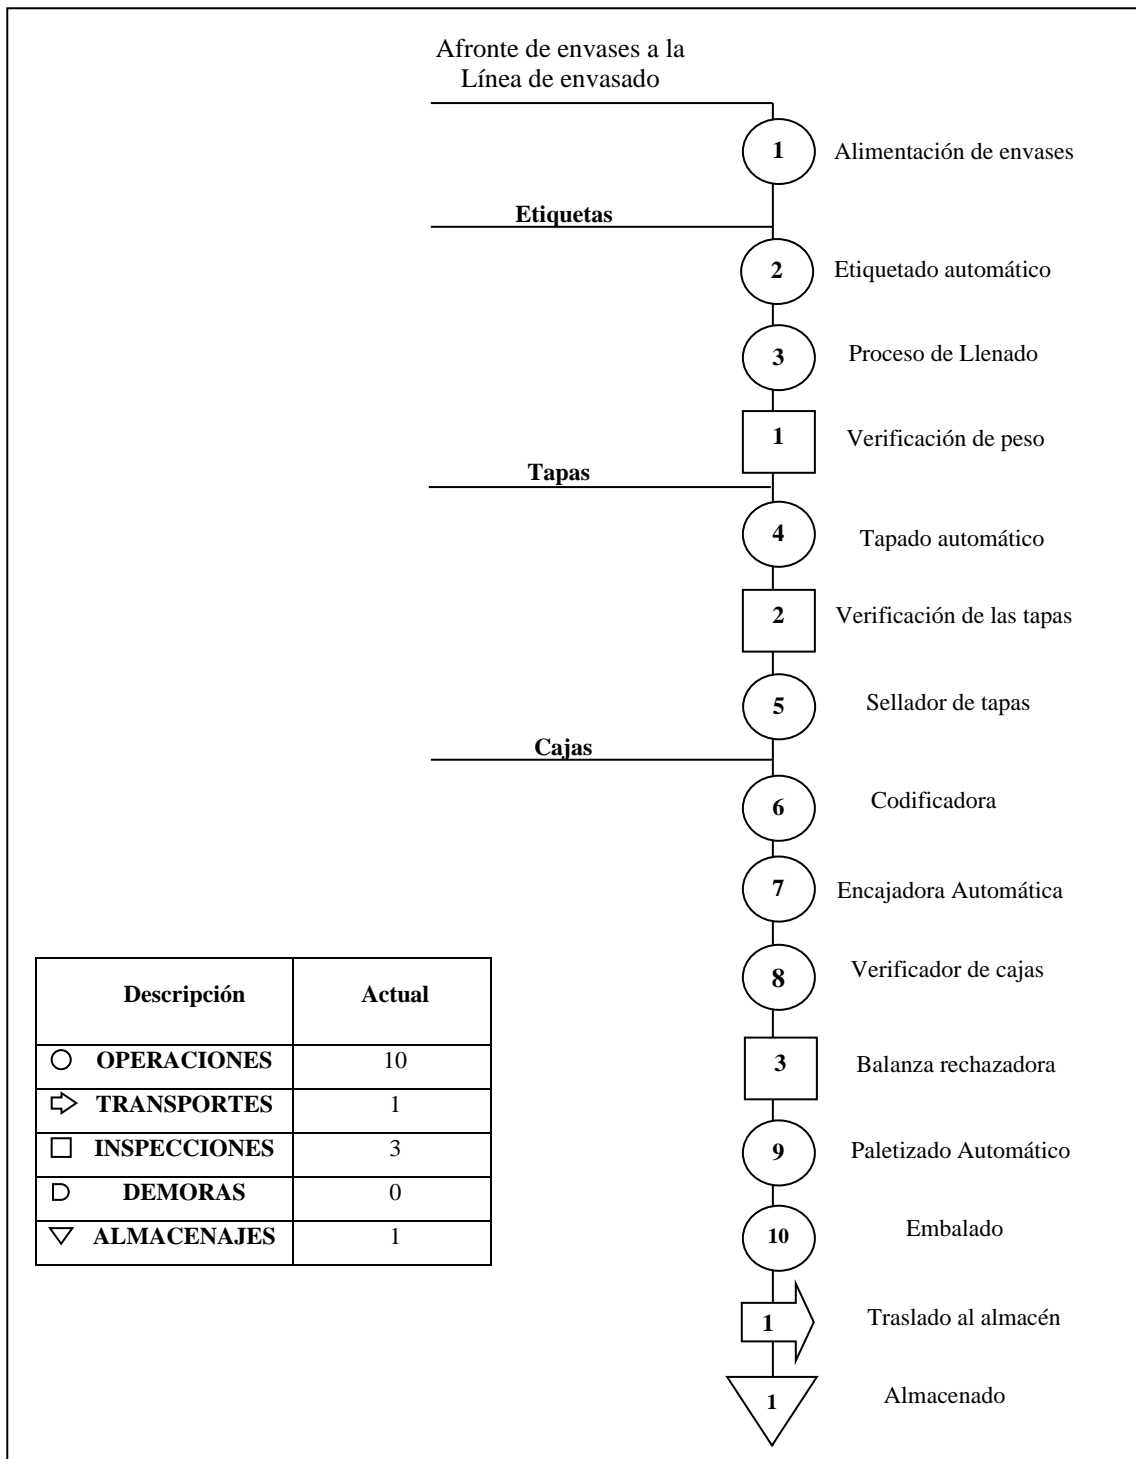 Afronte de envases a la
Línea de envasado
1
Alimentación de envases
Etiquetas
2
Etiquetado automático
3
Proceso de Llenado
1
Verificación de peso
Tapas
4
Tapado automático
2
Verificación de las tapas
5
Sellador de tapas
Cajas
6
Codificadora
7
Encajadora Automática
8
Verificador de cajas
3
Balanza rechazadora
9
Paletizado Automático
10
Embalado
1
Traslado al almacén
1
Almacenado
Descripción Actual
OPERACIONES 10
TRANSPORTES 1
INSPECCIONES 3
DEMORAS 0
ALMACENAJES 1